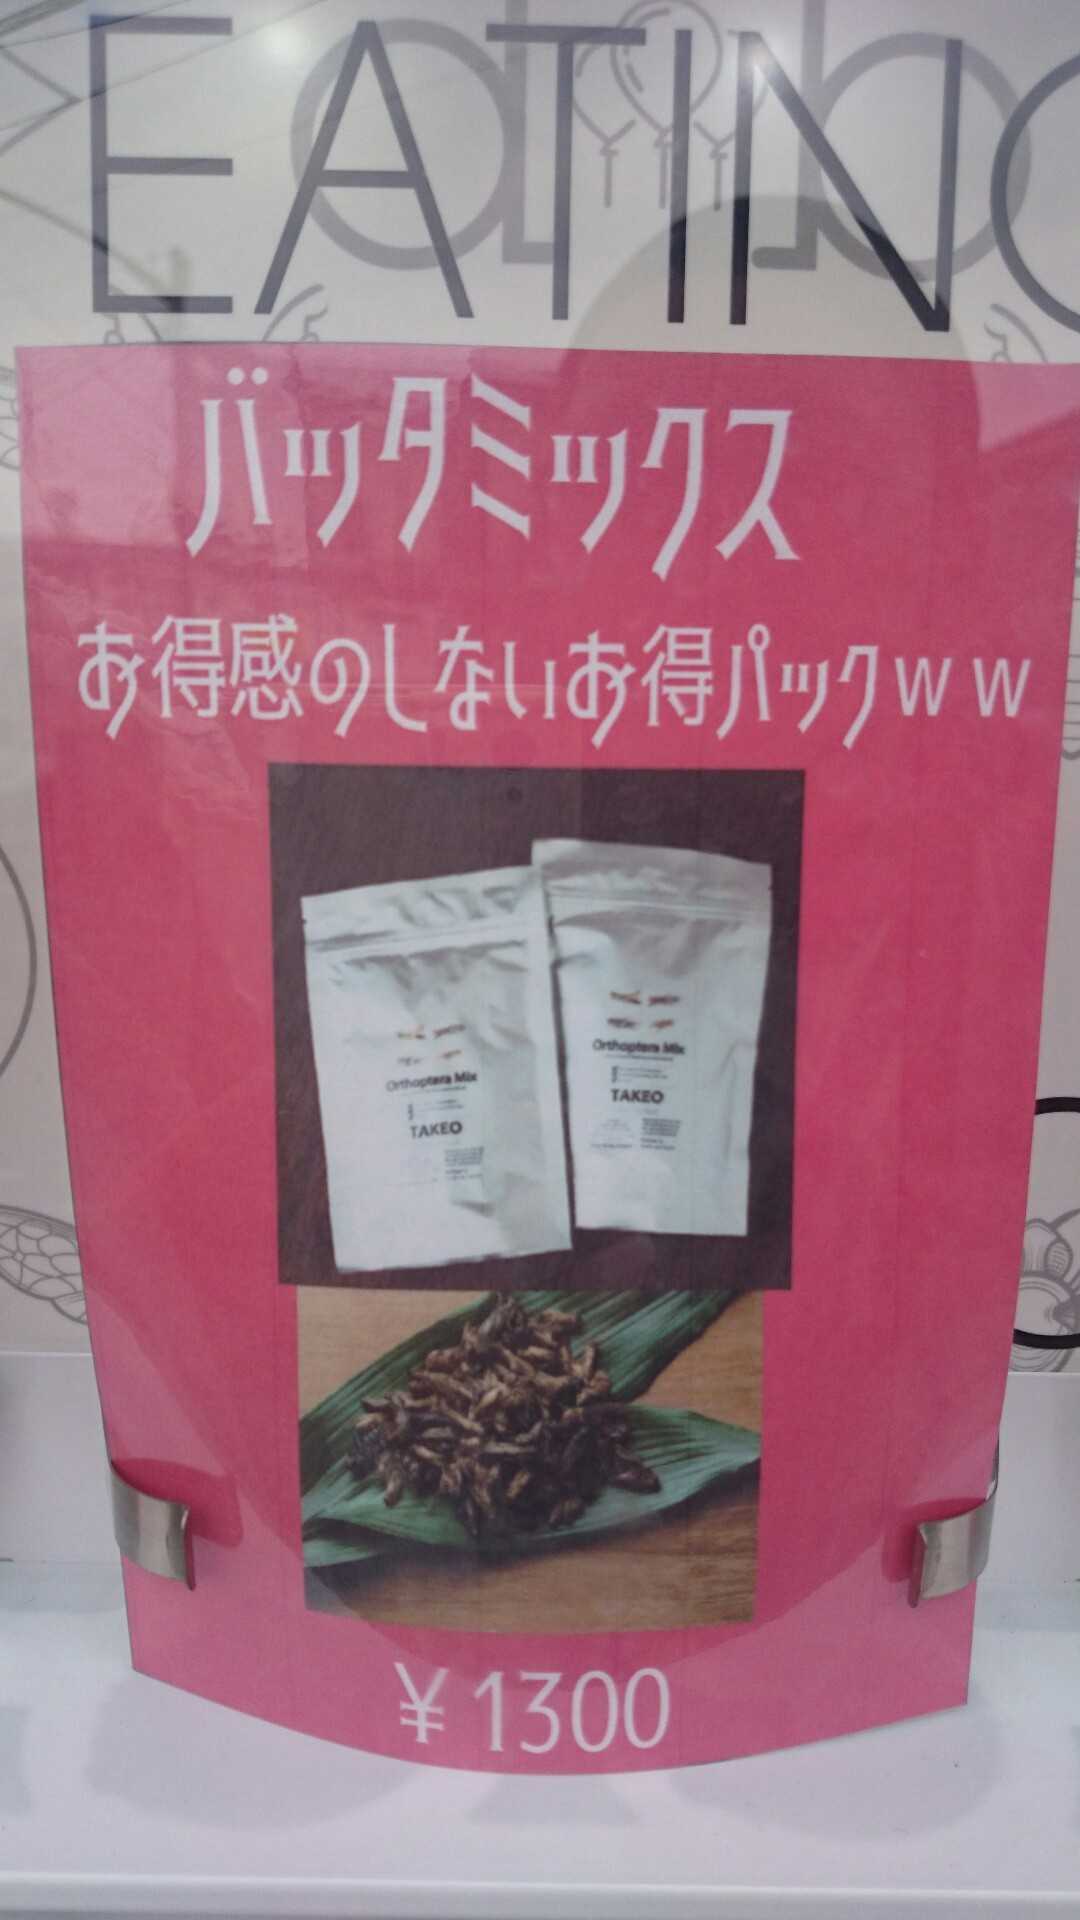 EATING
バッタミックス
お得感のしないお得パックｗｗ
Orthoptera Mix
TAKEO
Orthoptera Mix
TAKEO
¥1300